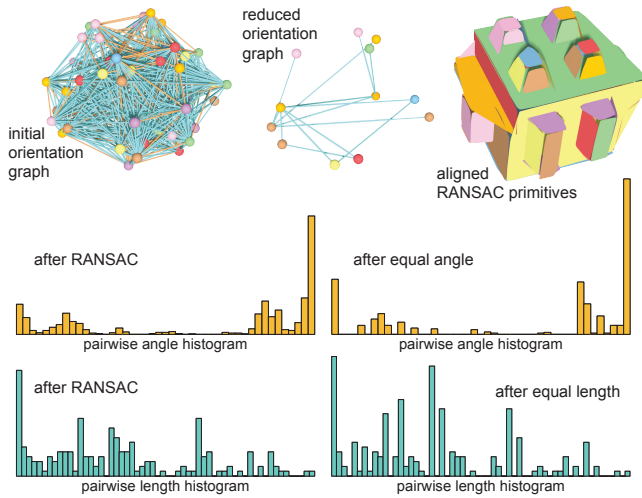 initial
orientation
graph
reduced
orientation
graph
aligned
RANSAC primitives
after RANSAC
after equal angle
pairwise angle histogram
pairwise angle histogram
after RANSAC
after equal length
pairwise length histogram
pairwise length histogram